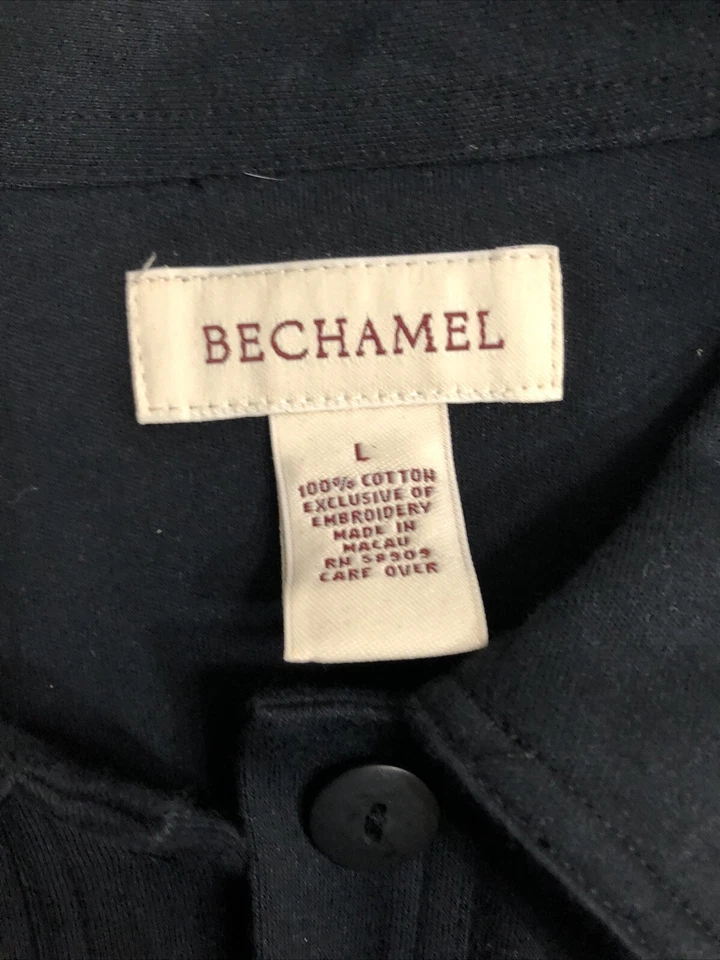 BECHAMEL
L
100% COTTON
EXCLUSIVE OF
EMBROIDERY
MADE IN
MACAU
RN 58909
CARE OVER